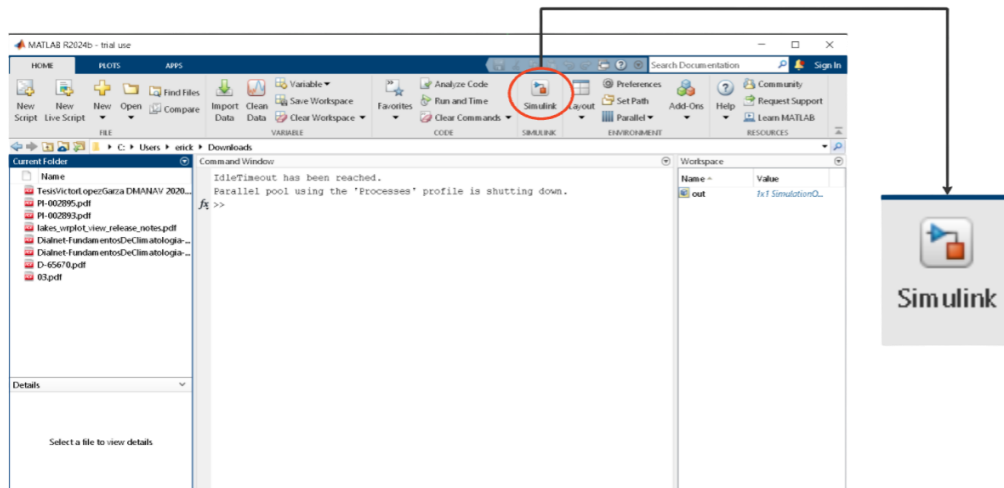 MATLAB R2024b - trial use
HOME PLOTS APPS
Search Documentation
Sign In
New Script
New Live Script
New
Open
Find Files
Compare
Import Data
Clean Data
Variable
Save Workspace
Clear Workspace
Favorites
Analyze Code
Run and Time
Clear Commands
Simulink
Layout
Preferences
Set Path
Parallel
Add-Ons
Help
Community
Request Support
Learn MATLAB
FILE VARIABLE CODE SIMULINK ENVIRONMENT RESOURCES
C: Users erick Downloads
Current Folder
Name
TesisVictorLopezGarza DMANAV 2020...
PI-002895.pdf
PI-002893.pdf
lakes_wrplot_view_release_notes.pdf
Dialnet-FundamentosDeClimatologia-...
Dialnet-FundamentosDeClimatologia-...
D-65670.pdf
03.pdf
Details
Select a file to view details
Command Window
IdleTimeout has been reached.
Parallel pool using the 'Processes' profile is shutting down.
fx >>
Workspace
Name Value
out 1x1 SimulationO...
Simulink